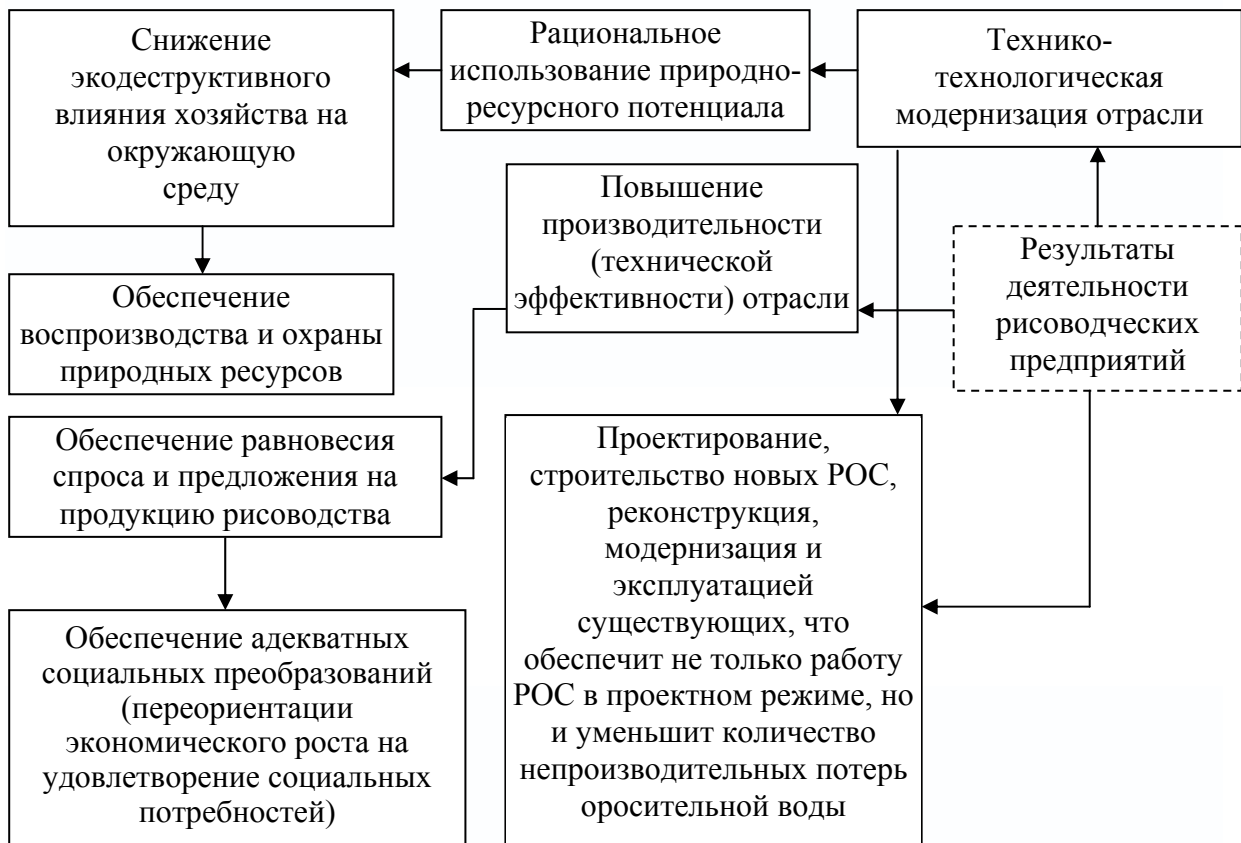 Снижение
экодеструктивного
влияния хозяйства на
окружающую
среду
Рациональное
использование природно-
ресурсного потенциала
Технико-
технологическая
модернизация отрасли
Повышение
производительности
(технической
эффективности) отрасли
Результаты
деятельности
рисоводческих
предприятий
Обеспечение
воспроизводства и охраны
природных ресурсов
Обеспечение равновесия
спроса и предложения на
продукцию рисоводства
Проектирование,
строительство новых РОС,
реконструкция,
модернизация и
эксплуатацией
существующих, что
обеспечит не только работу
РОС в проектном режиме, но
и уменьшит количество
непроизводительных потерь
оросительной воды
Обеспечение адекватных
социальных преобразований
(переориентации
экономического роста на
удовлетворение социальных
потребностей)